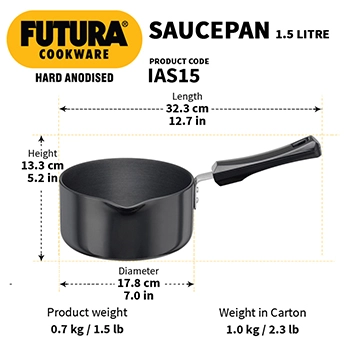 FUTURA®
COOKWARE
HARD ANODISED
SAUCEPAN 1.5 LITRE
PRODUCT CODE
IAS15
Length
32.3 cm
12.7 in
Height
13.3 cm
5.2 in
Diameter
17.8 cm
7.0 in
Product weight
0.7 kg / 1.5 lb
Weight in Carton
1.0 kg / 2.3 lb